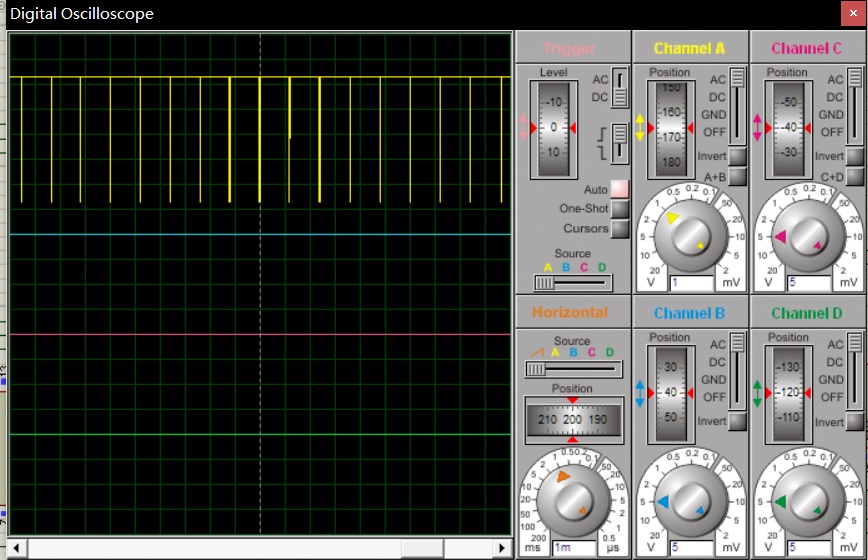 Digital Oscilloscope
Trigger
Level
-10
0
10
AC
DC
Auto
One-Shot
Cursors
Source
A B C D
Channel A
Position
150
160
170
180
AC
DC
GND
OFF
Invert
A+B
20 10 5 2 1 0.5 0.2 0.1 50 20 10 5 2
V 1 mV
Channel C
Position
-50
-40
-30
AC
DC
GND
OFF
Invert
C+D
20 10 5 2 1 0.5 0.2 0.1 50 20 10 5 2
V 5 mV
Horizontal
Source
A B C D
Position
210 200 190
200 100 50 20 10 5 2 1 0.5 0.2 0.1 50 20 10 5 2 1 0.5
ms 1m µs
Channel B
Position
30
40
50
AC
DC
GND
OFF
Invert
20 10 5 2 1 0.5 0.2 0.1 50 20 10 5 2
V 5 mV
Channel D
Position
-130
-120
-110
AC
DC
GND
OFF
Invert
20 10 5 2 1 0.5 0.2 0.1 50 20 10 5 2
V 5 mV